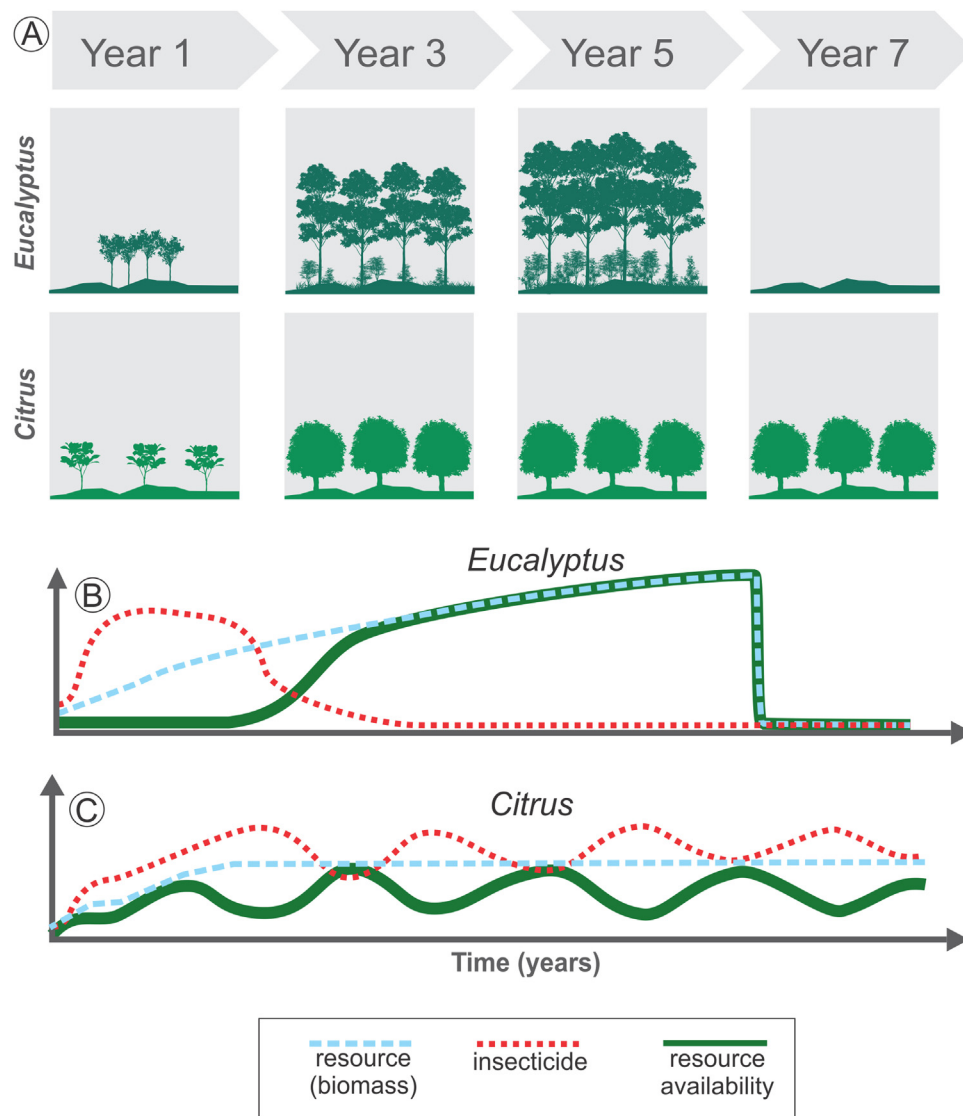 A
Year 1
Year 3
Year 5
Year 7
Eucalyptus
Citrus
B
Eucalyptus
C
Citrus
Time (years)
resource
(biomass)
insecticide
resource
availability